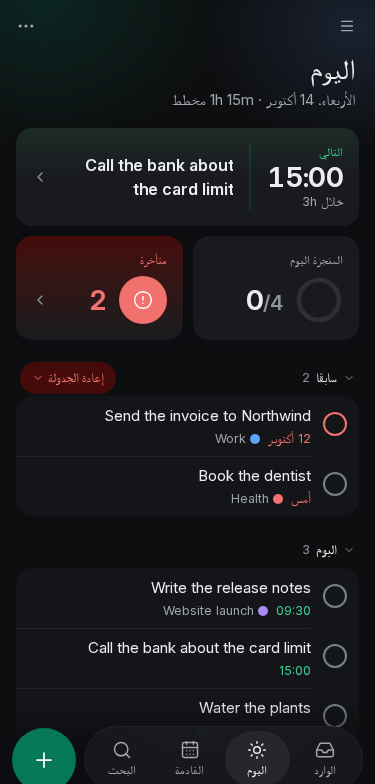 اليوم
الأربعاء، 14 أكتوبر · 1h 15m مخطط
التالي
15:00
خلال 3h
Call the bank about
the card limit
المنجزة اليوم
0/4
متأخرة
2
سابقًا 2
إعادة الجدولة
Send the invoice to Northwind
12 أكتوبر Work
Book the dentist
أمس Health
اليوم 3
Write the release notes
09:30 Website launch
Call the bank about the card limit
15:00
Water the plants
الوارد
اليوم
القادمة
البحث